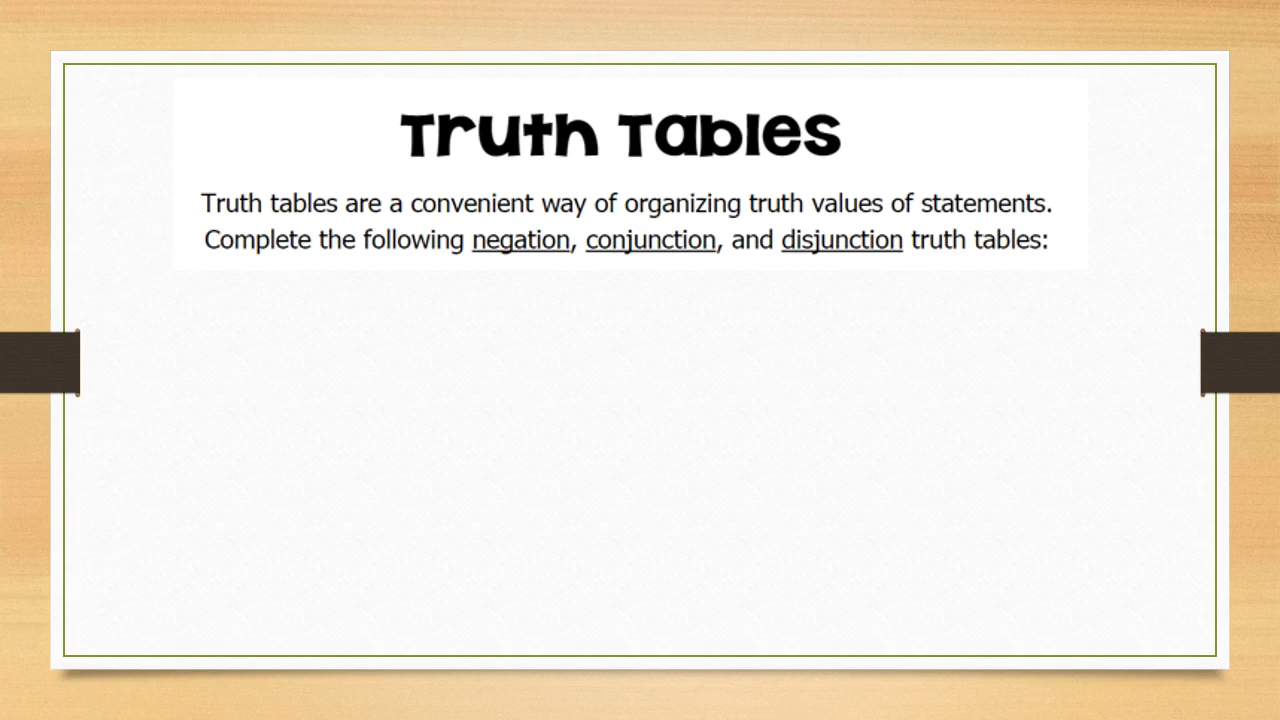 Truth Tables
Truth tables are a convenient way of organizing truth values of statements.
Complete the following negation, conjunction, and disjunction truth tables: